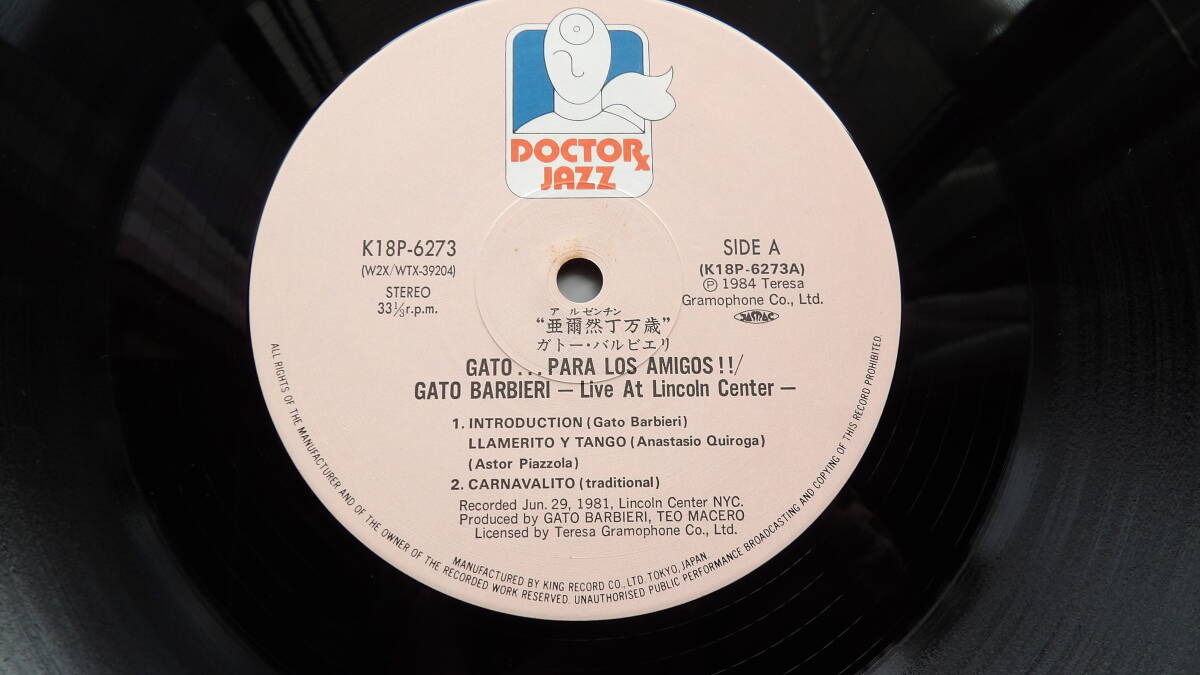 DOCTOR℞
JAZZ
K18P-6273
(W2X/WTX-39204)
STEREO
33⅓r.p.m.
SIDE A
(K18P-6273A)
℗ 1984 Teresa
Gramophone Co., Ltd.
JASRAC
アルゼンチン
“亜爾然丁万歳”
ガトー・バルビエリ
GATO... PARA LOS AMIGOS!!/
GATO BARBIERI — Live At Lincoln Center —
1. INTRODUCTION (Gato Barbieri)
LLAMERITO Y TANGO (Anastasio Quiroga)
(Astor Piazzola)
2. CARNAVALITO (traditional)
Recorded Jun. 29, 1981, Lincoln Center NYC.
Produced by GATO BARBIERI, TEO MACERO
Licensed by Teresa Gramophone Co., Ltd.
MANUFACTURED BY KING RECORD CO., LTD. TOKYO, JAPAN.
ALL RIGHTS OF THE MANUFACTURER AND OF THE OWNER OF THE RECORDED WORK RESERVED. UNAUTHORISED PUBLIC PERFORMANCE BROADCASTING AND COPYING OF THIS RECORD PROHIBITED.